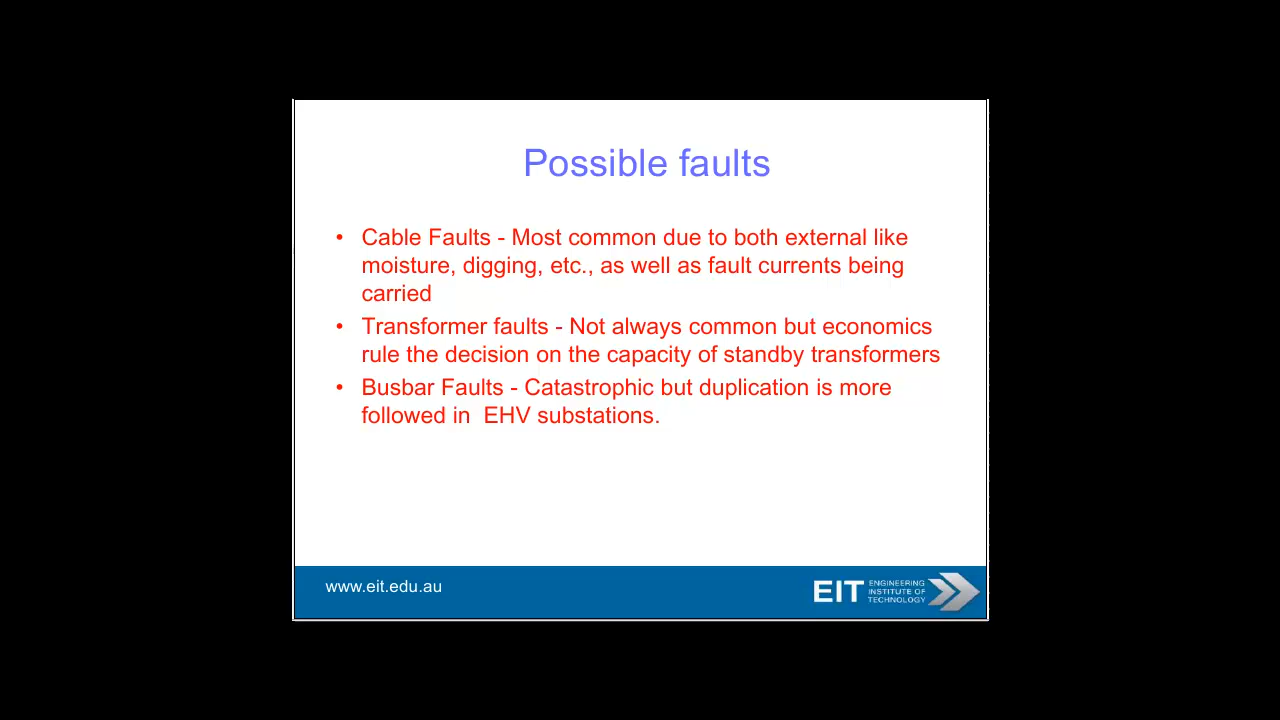 Possible faults
• Cable Faults - Most common due to both external like
moisture, digging, etc., as well as fault currents being
carried
• Transformer faults - Not always common but economics
rule the decision on the capacity of standby transformers
• Busbar Faults - Catastrophic but duplication is more
followed in  EHV substations.
www.eit.edu.au
EIT
ENGINEERING
INSTITUTE OF
TECHNOLOGY